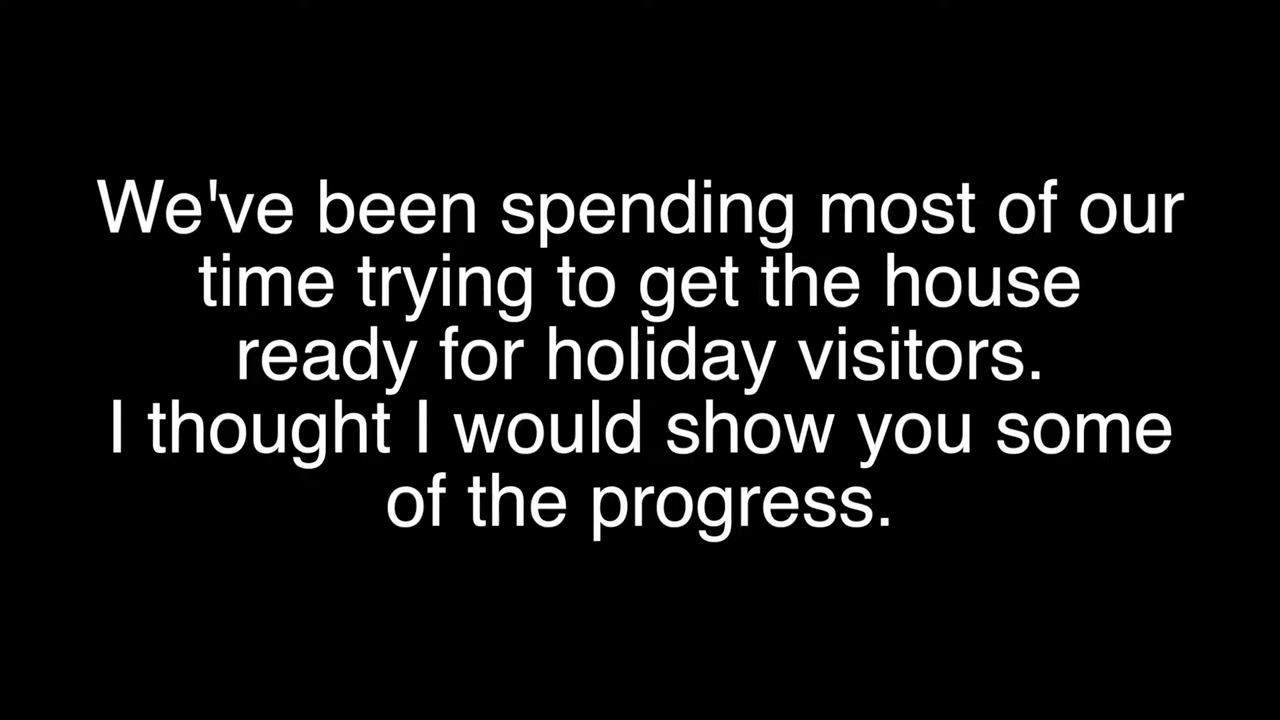 We've been spending most of our
time trying to get the house
ready for holiday visitors.
I thought I would show you some
of the progress.